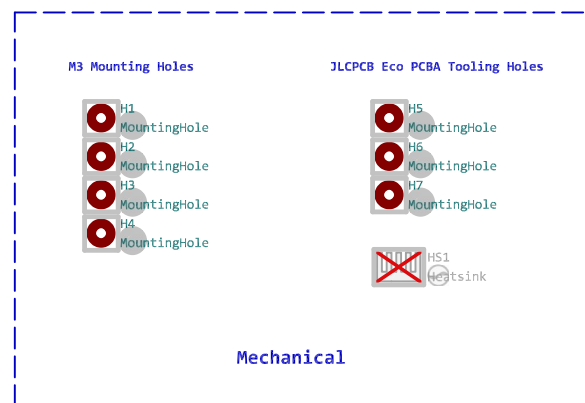 M3 Mounting Holes
H1
MountingHole
H2
MountingHole
H3
MountingHole
H4
MountingHole
JLCPCB Eco PCBA Tooling Holes
H5
MountingHole
H6
MountingHole
H7
MountingHole
HS1
Heatsink
Mechanical